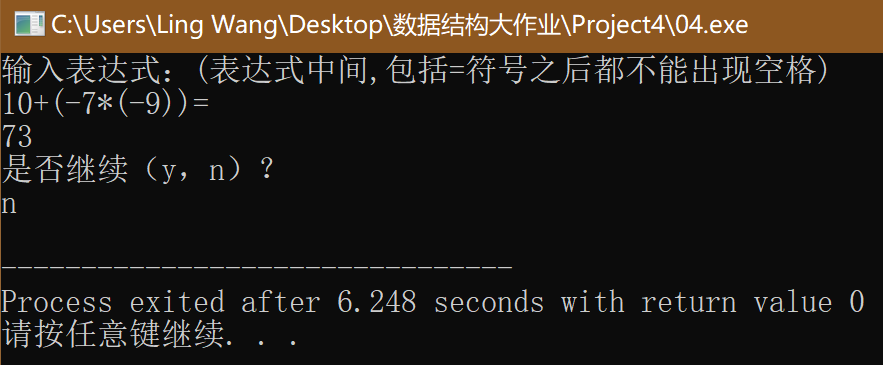 C:\Users\Ling Wang\Desktop\数据结构大作业\Project4\04.exe
输入表达式：(表达式中间,包括=符号之后都不能出现空格)
10+(-7*(-9))=
73
是否继续（y，n）？
n
--------------------------------
Process exited after 6.248 seconds with return value 0
请按任意键继续. . .